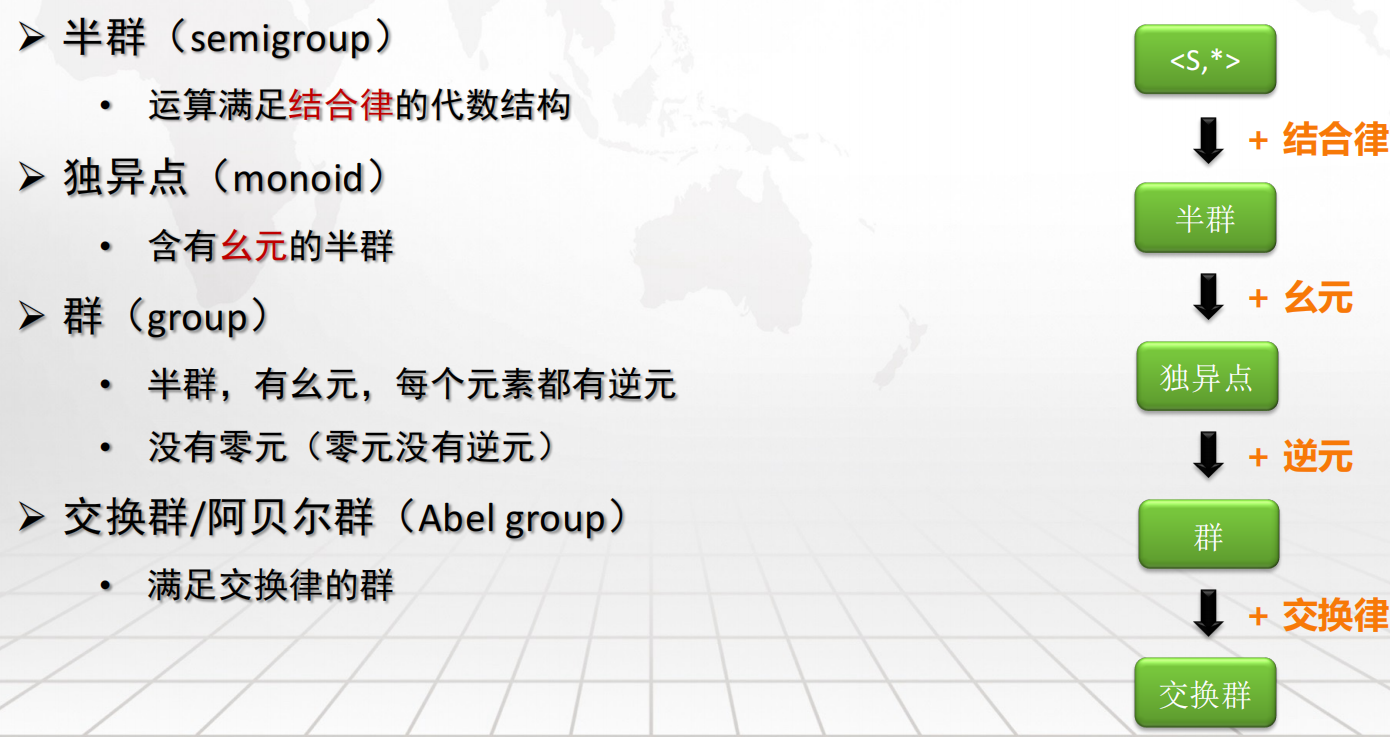 半群（semigroup）
运算满足结合律的代数结构
独异点（monoid）
含有幺元的半群
群（group）
半群，有幺元，每个元素都有逆元
没有零元（零元没有逆元）
交换群/阿贝尔群（Abel group）
满足交换律的群
<S,*>
+ 结合律
半群
+ 幺元
独异点
+ 逆元
群
+ 交换律
交换群